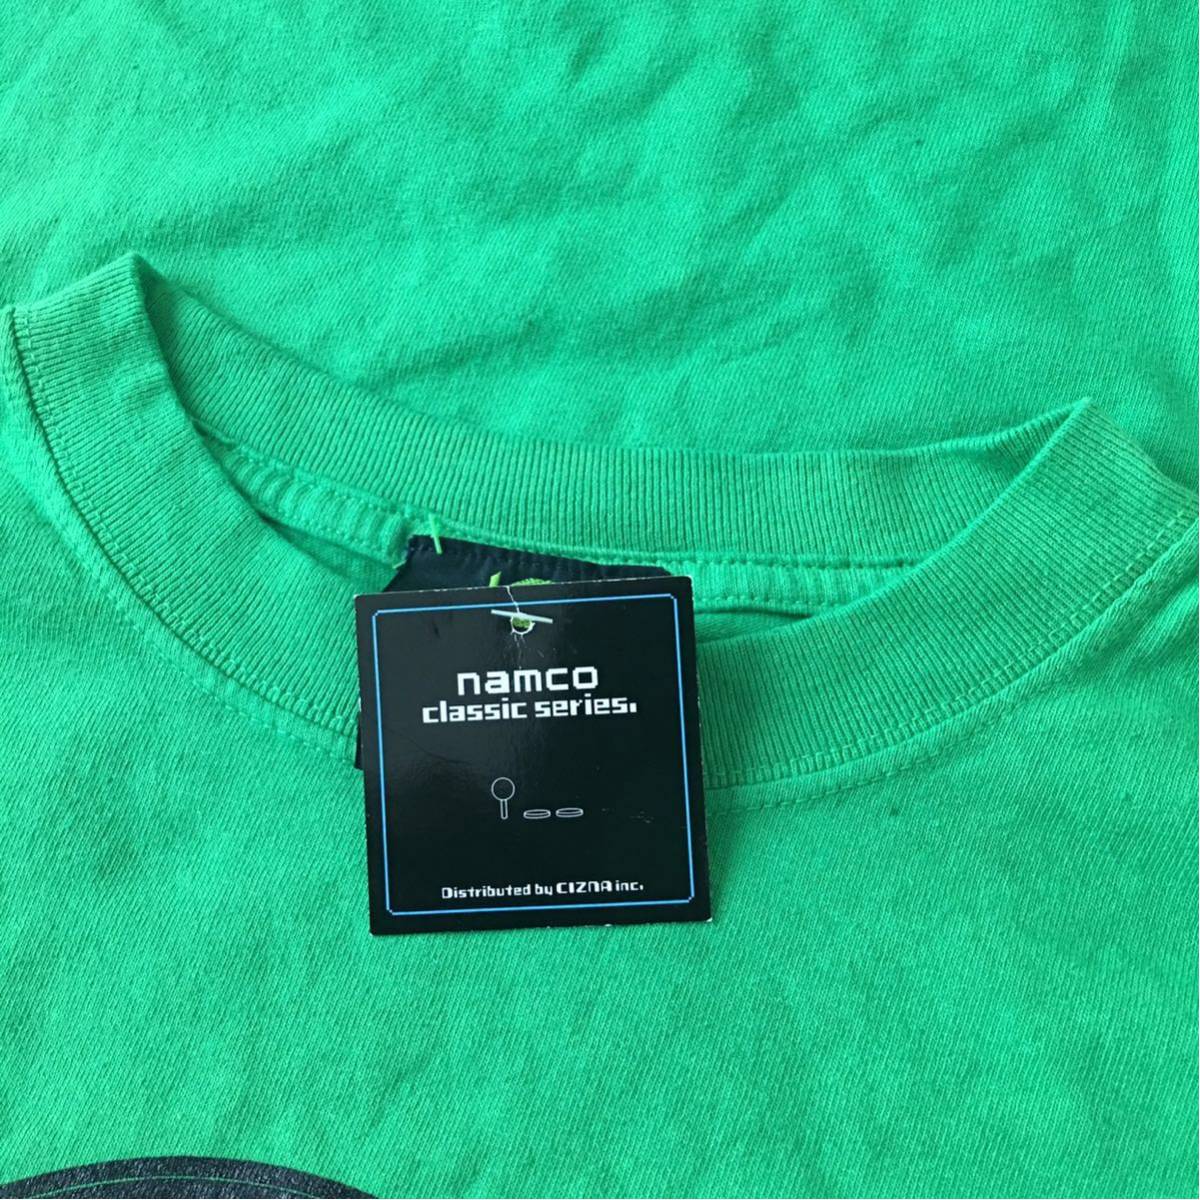 namco
classic series.
Distributed by CIZNA inc.